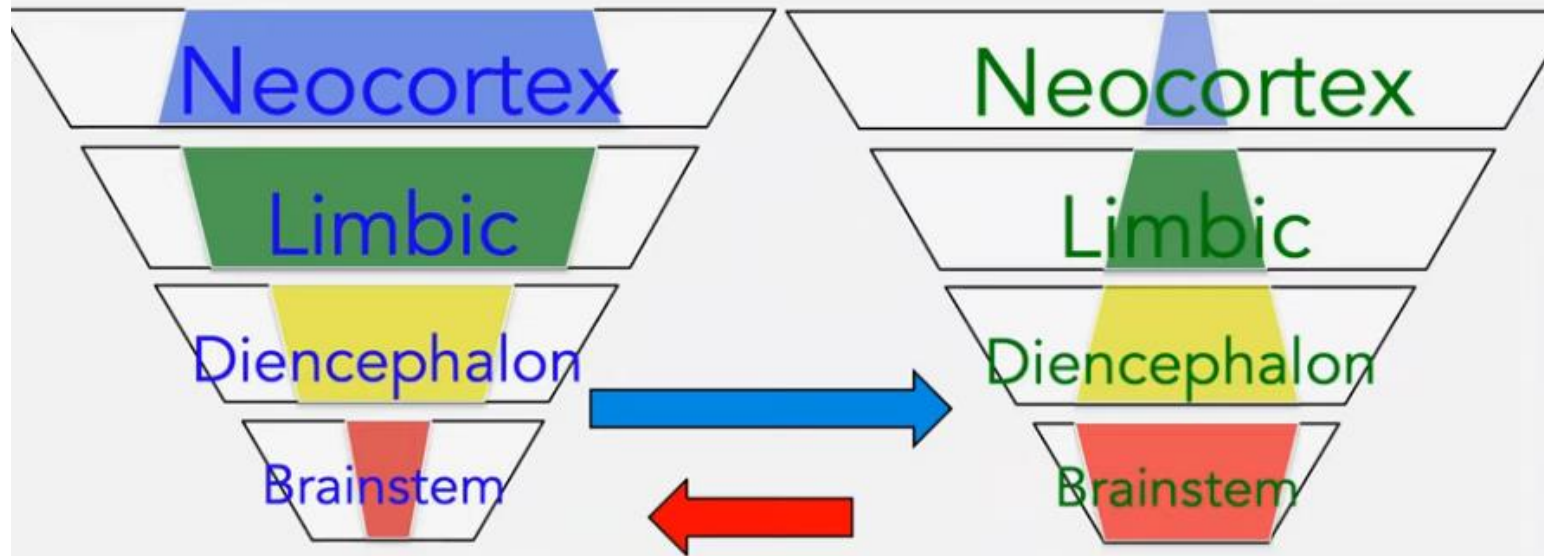 Neocortex
Limbic
Diencephalon
Brainstem
Neocortex
Limbic
Diencephalon
Brainstem